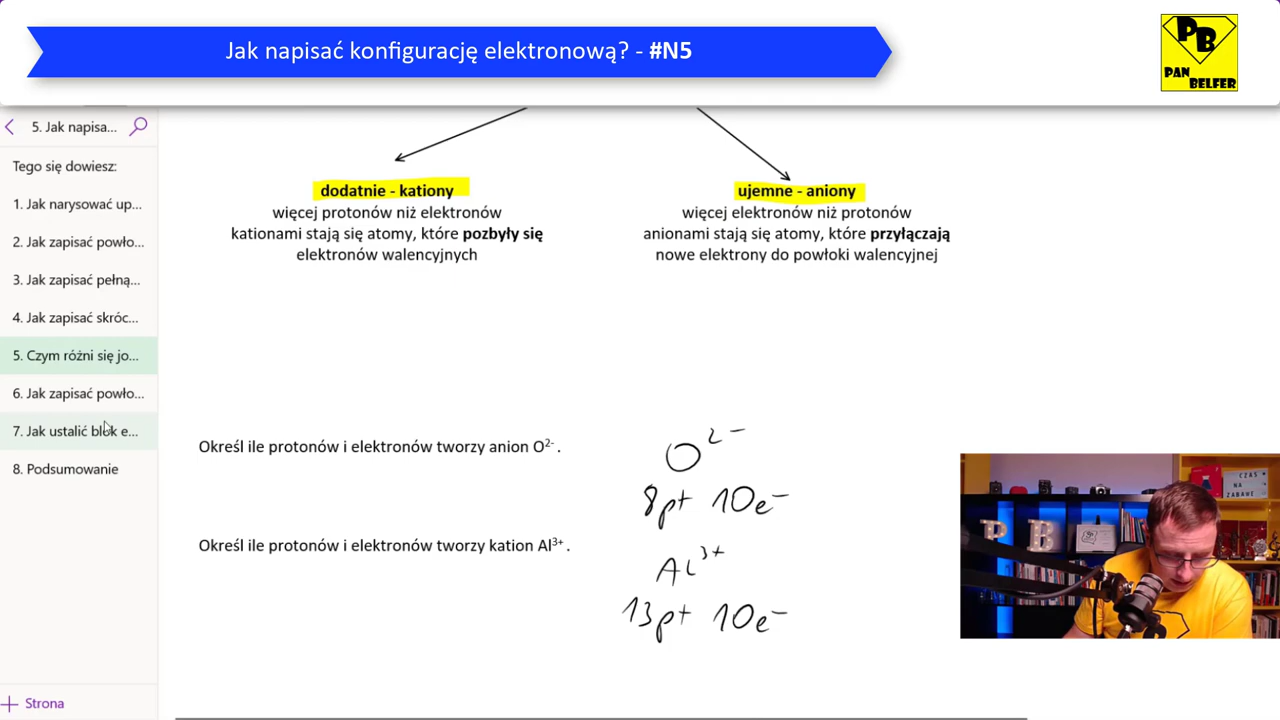 Jak napisać konfigurację elektronową? - #N5
PB
PAN
BELFER
5. Jak napisa...
Tego się dowiesz:
1. Jak narysować up...
2. Jak zapisać powło...
3. Jak zapisać pełną...
4. Jak zapisać skróc...
5. Czym różni się jo...
6. Jak zapisać powło...
7. Jak ustalić blok e...
8. Podsumowanie
+ Strona
dodatnie - kationy
więcej protonów niż elektronów
kationami stają się atomy, które pozbyły się
elektronów walencyjnych
ujemne - aniony
więcej elektronów niż protonów
anionami stają się atomy, które przyłączają
nowe elektrony do powłoki walencyjnej
Określ ile protonów i elektronów tworzy anion O²⁻ .
O²⁻
8p⁺ 10e⁻
Określ ile protonów i elektronów tworzy kation Al³⁺ .
Al³⁺
13p⁺ 10e⁻
CZAS
NA
ZABAWĘ
P B